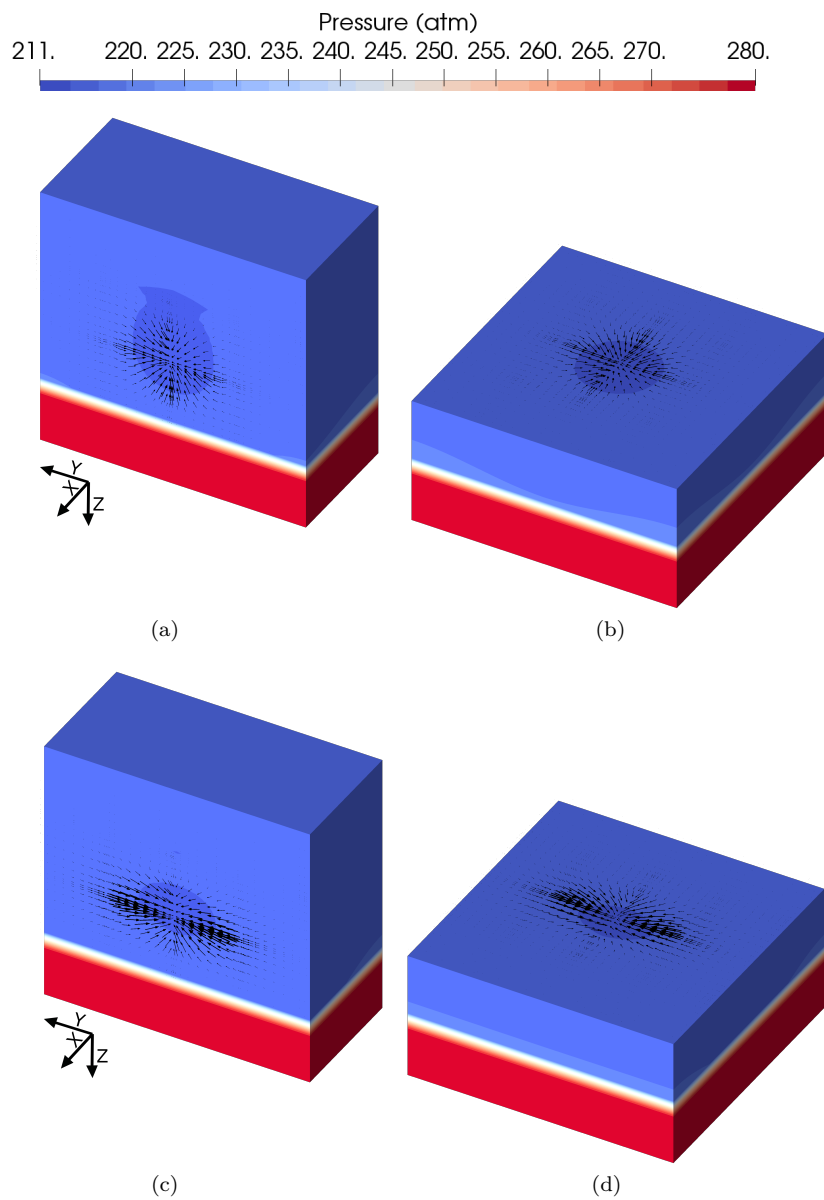 Pressure (atm)
211. 220. 225. 230. 235. 240. 245. 250. 255. 260. 265. 270. 280.
Y
X
Z
(a) (b)
Y
X
Z
(c) (d)